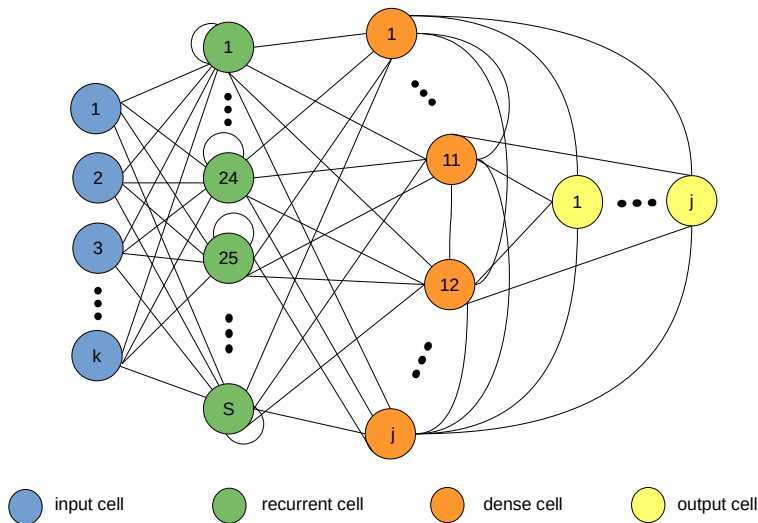 1
1
1
2
3
k
24
25
S
11
12
j
1
j
input cell
recurrent cell
dense cell
output cell